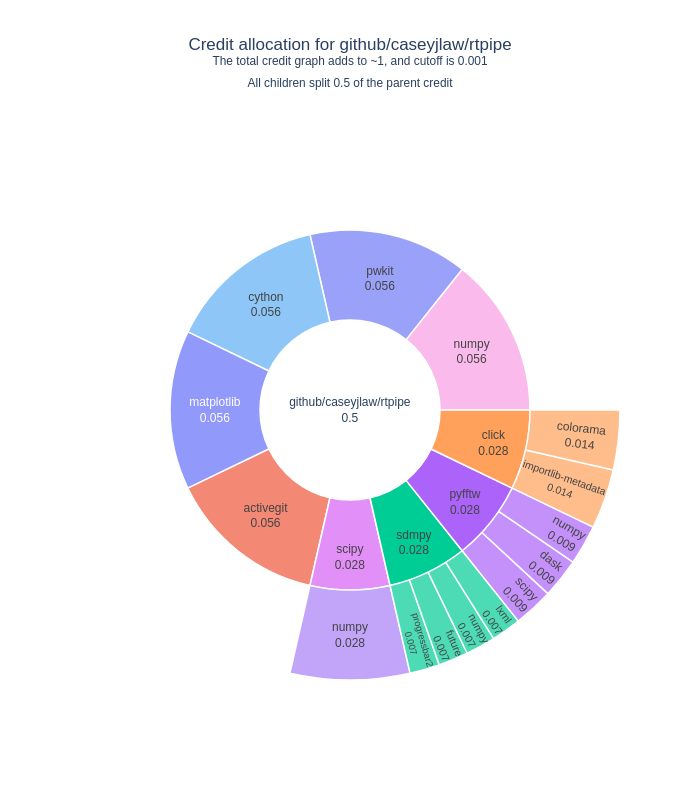 Credit allocation for github/caseyjlaw/rtpipe
The total credit graph adds to ~1, and cutoff is 0.001
All children split 0.5 of the parent credit
pwkit
0.056
cython
0.056
numpy
0.056
matplotlib
0.056
github/caseyjlaw/rtpipe
0.5
click
0.028
colorama
0.014
importlib-metadata
0.014
pyfftw
0.028
numpy
0.009
dask
0.009
scipy
0.009
activegit
0.056
scipy
0.028
sdmpy
0.028
lxml
0.007
numpy
0.007
future
0.007
progressbar2
0.007
numpy
0.028